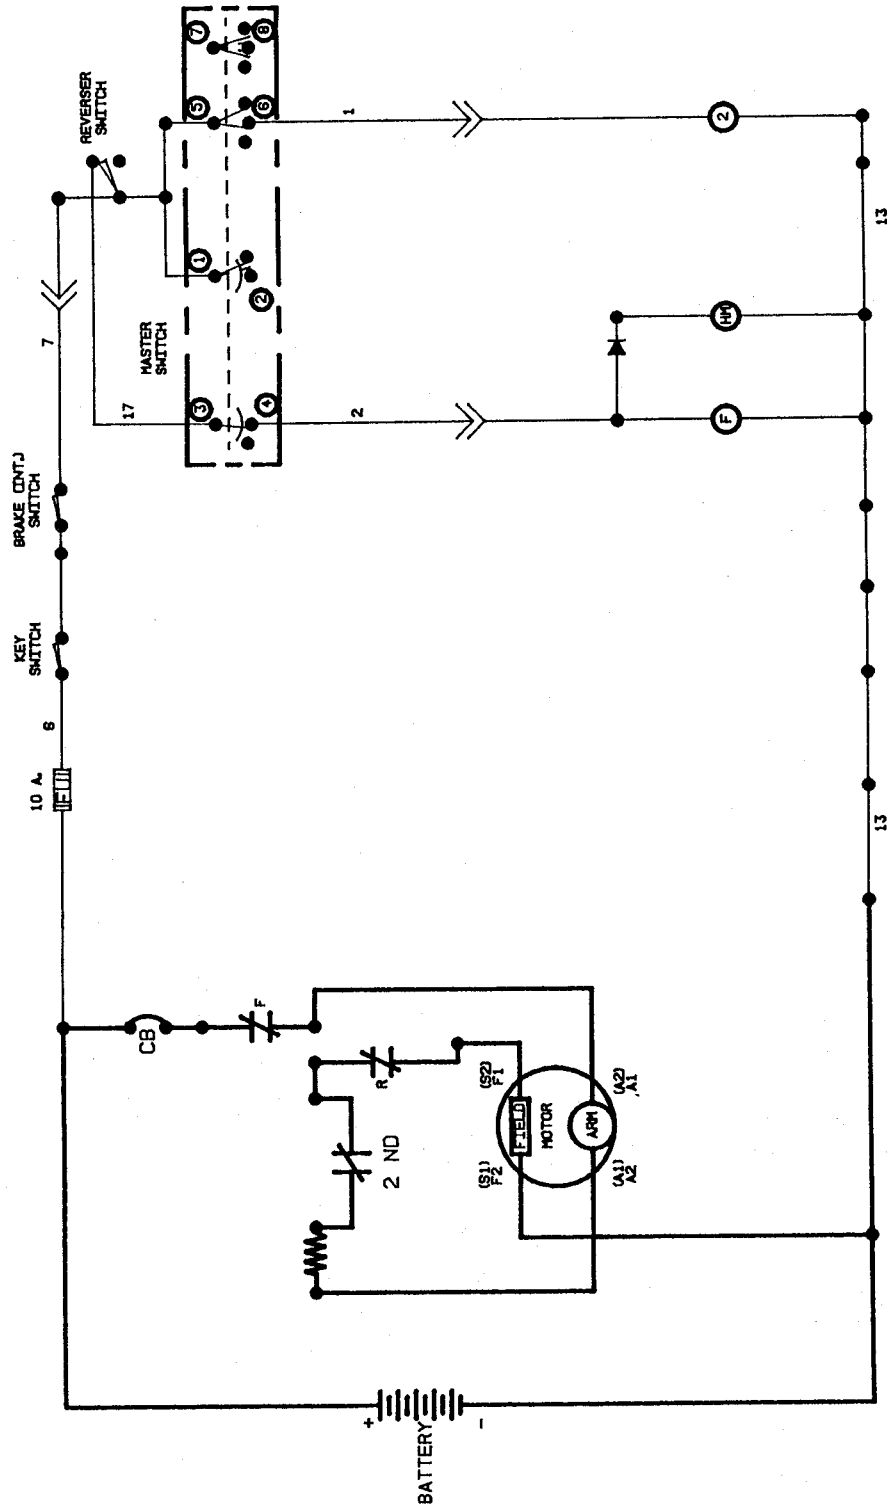 REVERSER
SWITCH
7
8
5
6
1
2
1
2
13
MASTER
SWITCH
7
17
3
4
2
HM
F
BRAKE (INT.)
SWITCH
KEY
SWITCH
10 A.
13
CB
F
R
2 ND
(S2)
F1
(A2)
A1
FIELD
MOTOR
ARM
(S1)
F2
(A1)
A2
+
BATTERY
-